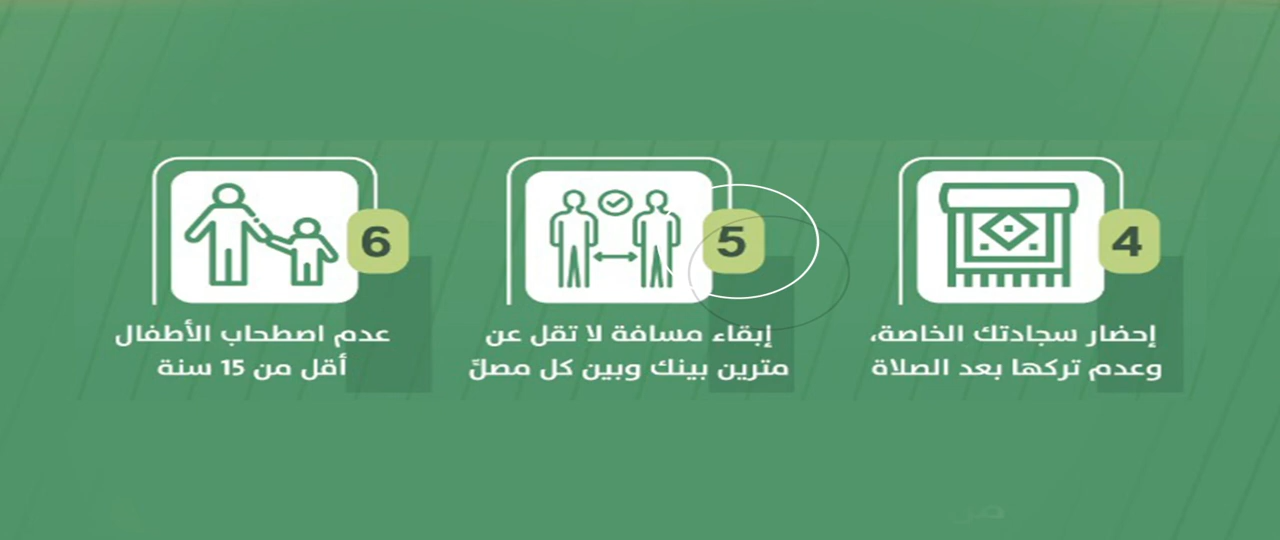 4
إحضار سجادتك الخاصة،
وعدم تركها بعد الصلاة
5
إبقاء مسافة لا تقل عن
مترين بينك وبين كل مصلّ
6
عدم اصطحاب الأطفال
أقل من 15 سنة